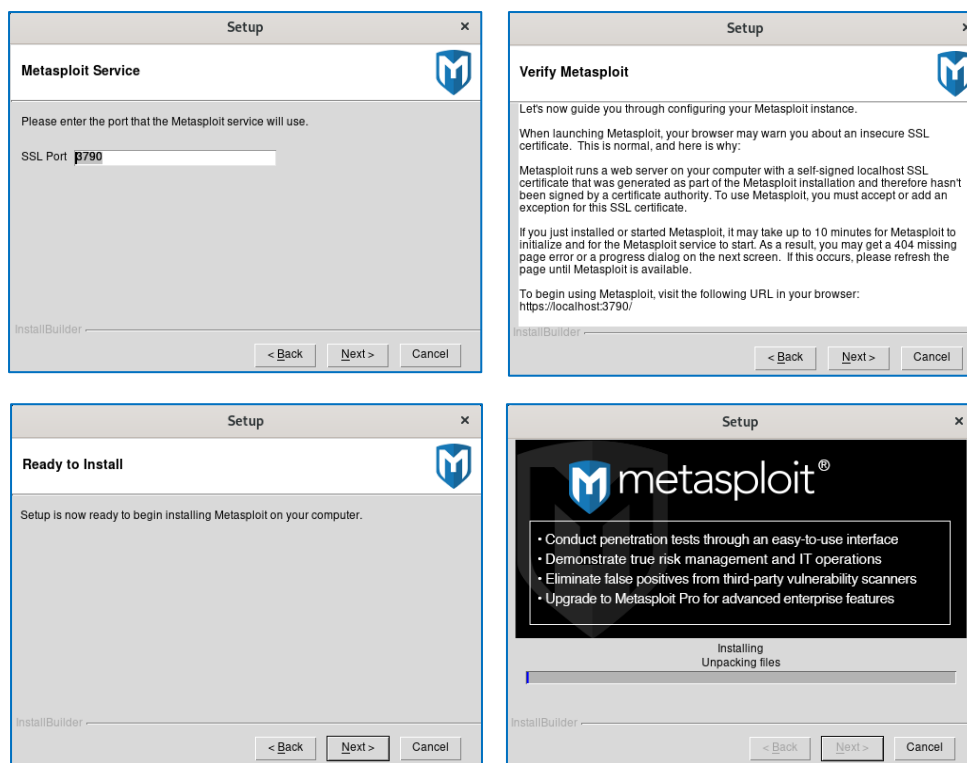 Setup
×
Metasploit Service
Please enter the port that the Metasploit service will use.
SSL Port 3790
InstallBuilder
< Back Next > Cancel
Setup
×
Verify Metasploit
Let's now guide you through configuring your Metasploit instance.
When launching Metasploit, your browser may warn you about an insecure SSL
certificate. This is normal, and here is why:
Metasploit runs a web server on your computer with a self-signed localhost SSL
certificate that was generated as part of the Metasploit installation and therefore hasn't
been signed by a certificate authority. To use Metasploit, you must accept or add an
exception for this SSL certificate.
If you just installed or started Metasploit, it may take up to 10 minutes for Metasploit to
initialize and for the Metasploit service to start. As a result, you may get a 404 missing
page error or a progress dialog on the next screen. If this occurs, please refresh the
page until Metasploit is available.
To begin using Metasploit, visit the following URL in your browser:
https://localhost:3790/
InstallBuilder
< Back Next > Cancel
Setup
×
Ready to Install
Setup is now ready to begin installing Metasploit on your computer.
InstallBuilder
< Back Next > Cancel
Setup
×
metasploit®
• Conduct penetration tests through an easy-to-use interface
• Demonstrate true risk management and IT operations
• Eliminate false positives from third-party vulnerability scanners
• Upgrade to Metasploit Pro for advanced enterprise features
Installing
Unpacking files
InstallBuilder
< Back Next > Cancel